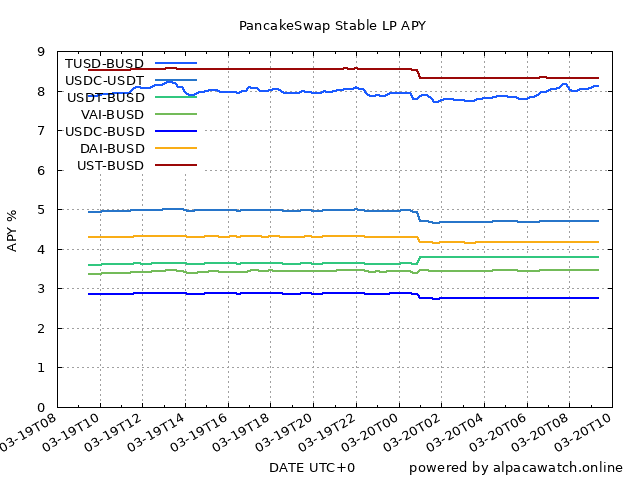 PancakeSwap Stable LP APY
9
8
7
6
5
4
3
2
1
0
APY %
TUSD-BUSD
USDC-USDT
USDT-BUSD
VAI-BUSD
USDC-BUSD
DAI-BUSD
UST-BUSD
03-19T08
03-19T10
03-19T12
03-19T14
03-19T16
03-19T18
03-19T20
03-19T22
03-20T00
03-20T02
03-20T04
03-20T06
03-20T08
03-20T10
DATE UTC+0
powered by alpacawatch.online